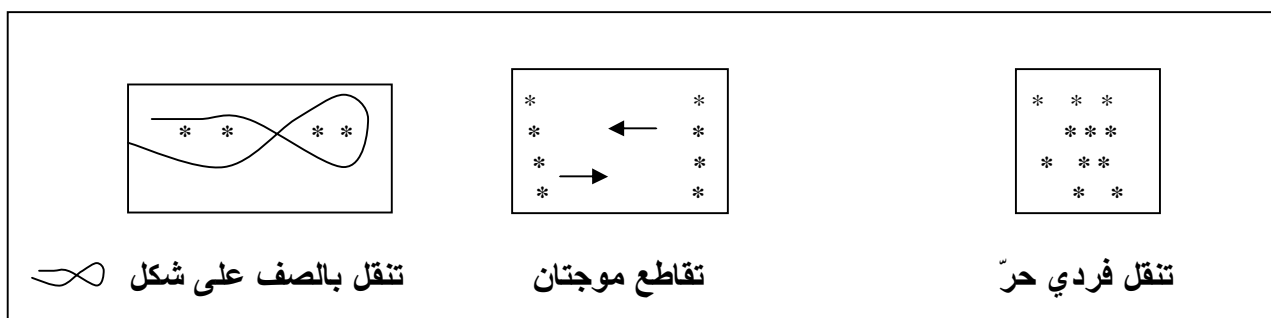 تنقل فردي حرّ
تقاطع موجتان
تنقل بالصف على شكل